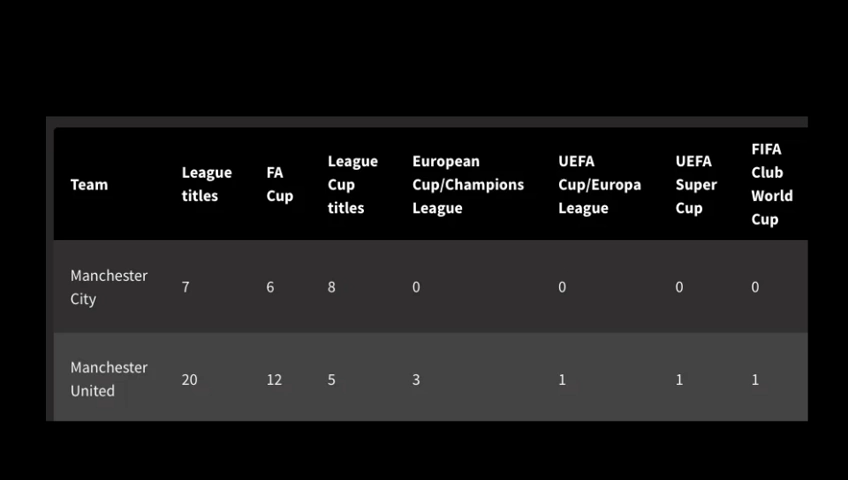 Team League titles FA Cup League Cup titles European Cup/Champions League UEFA Cup/Europa League UEFA Super Cup FIFA Club World Cup
Manchester City 7 6 8 0 0 0 0
Manchester United 20 12 5 3 1 1 1